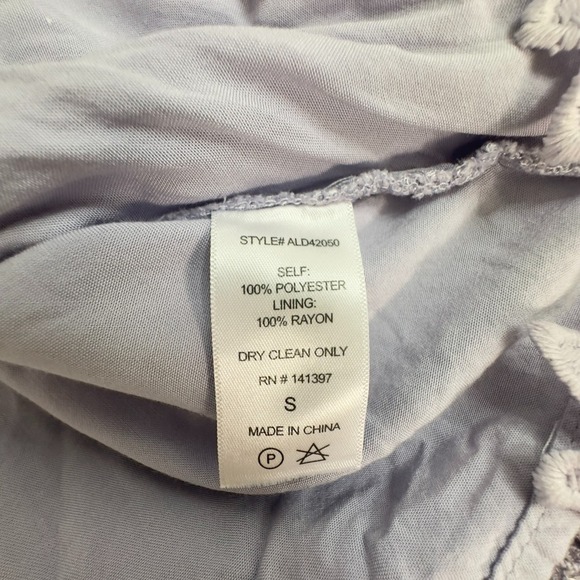 STYLE# ALD42050
SELF:
100% POLYESTER
LINING:
100% RAYON
DRY CLEAN ONLY
RN # 141397
S
MADE IN CHINA
P